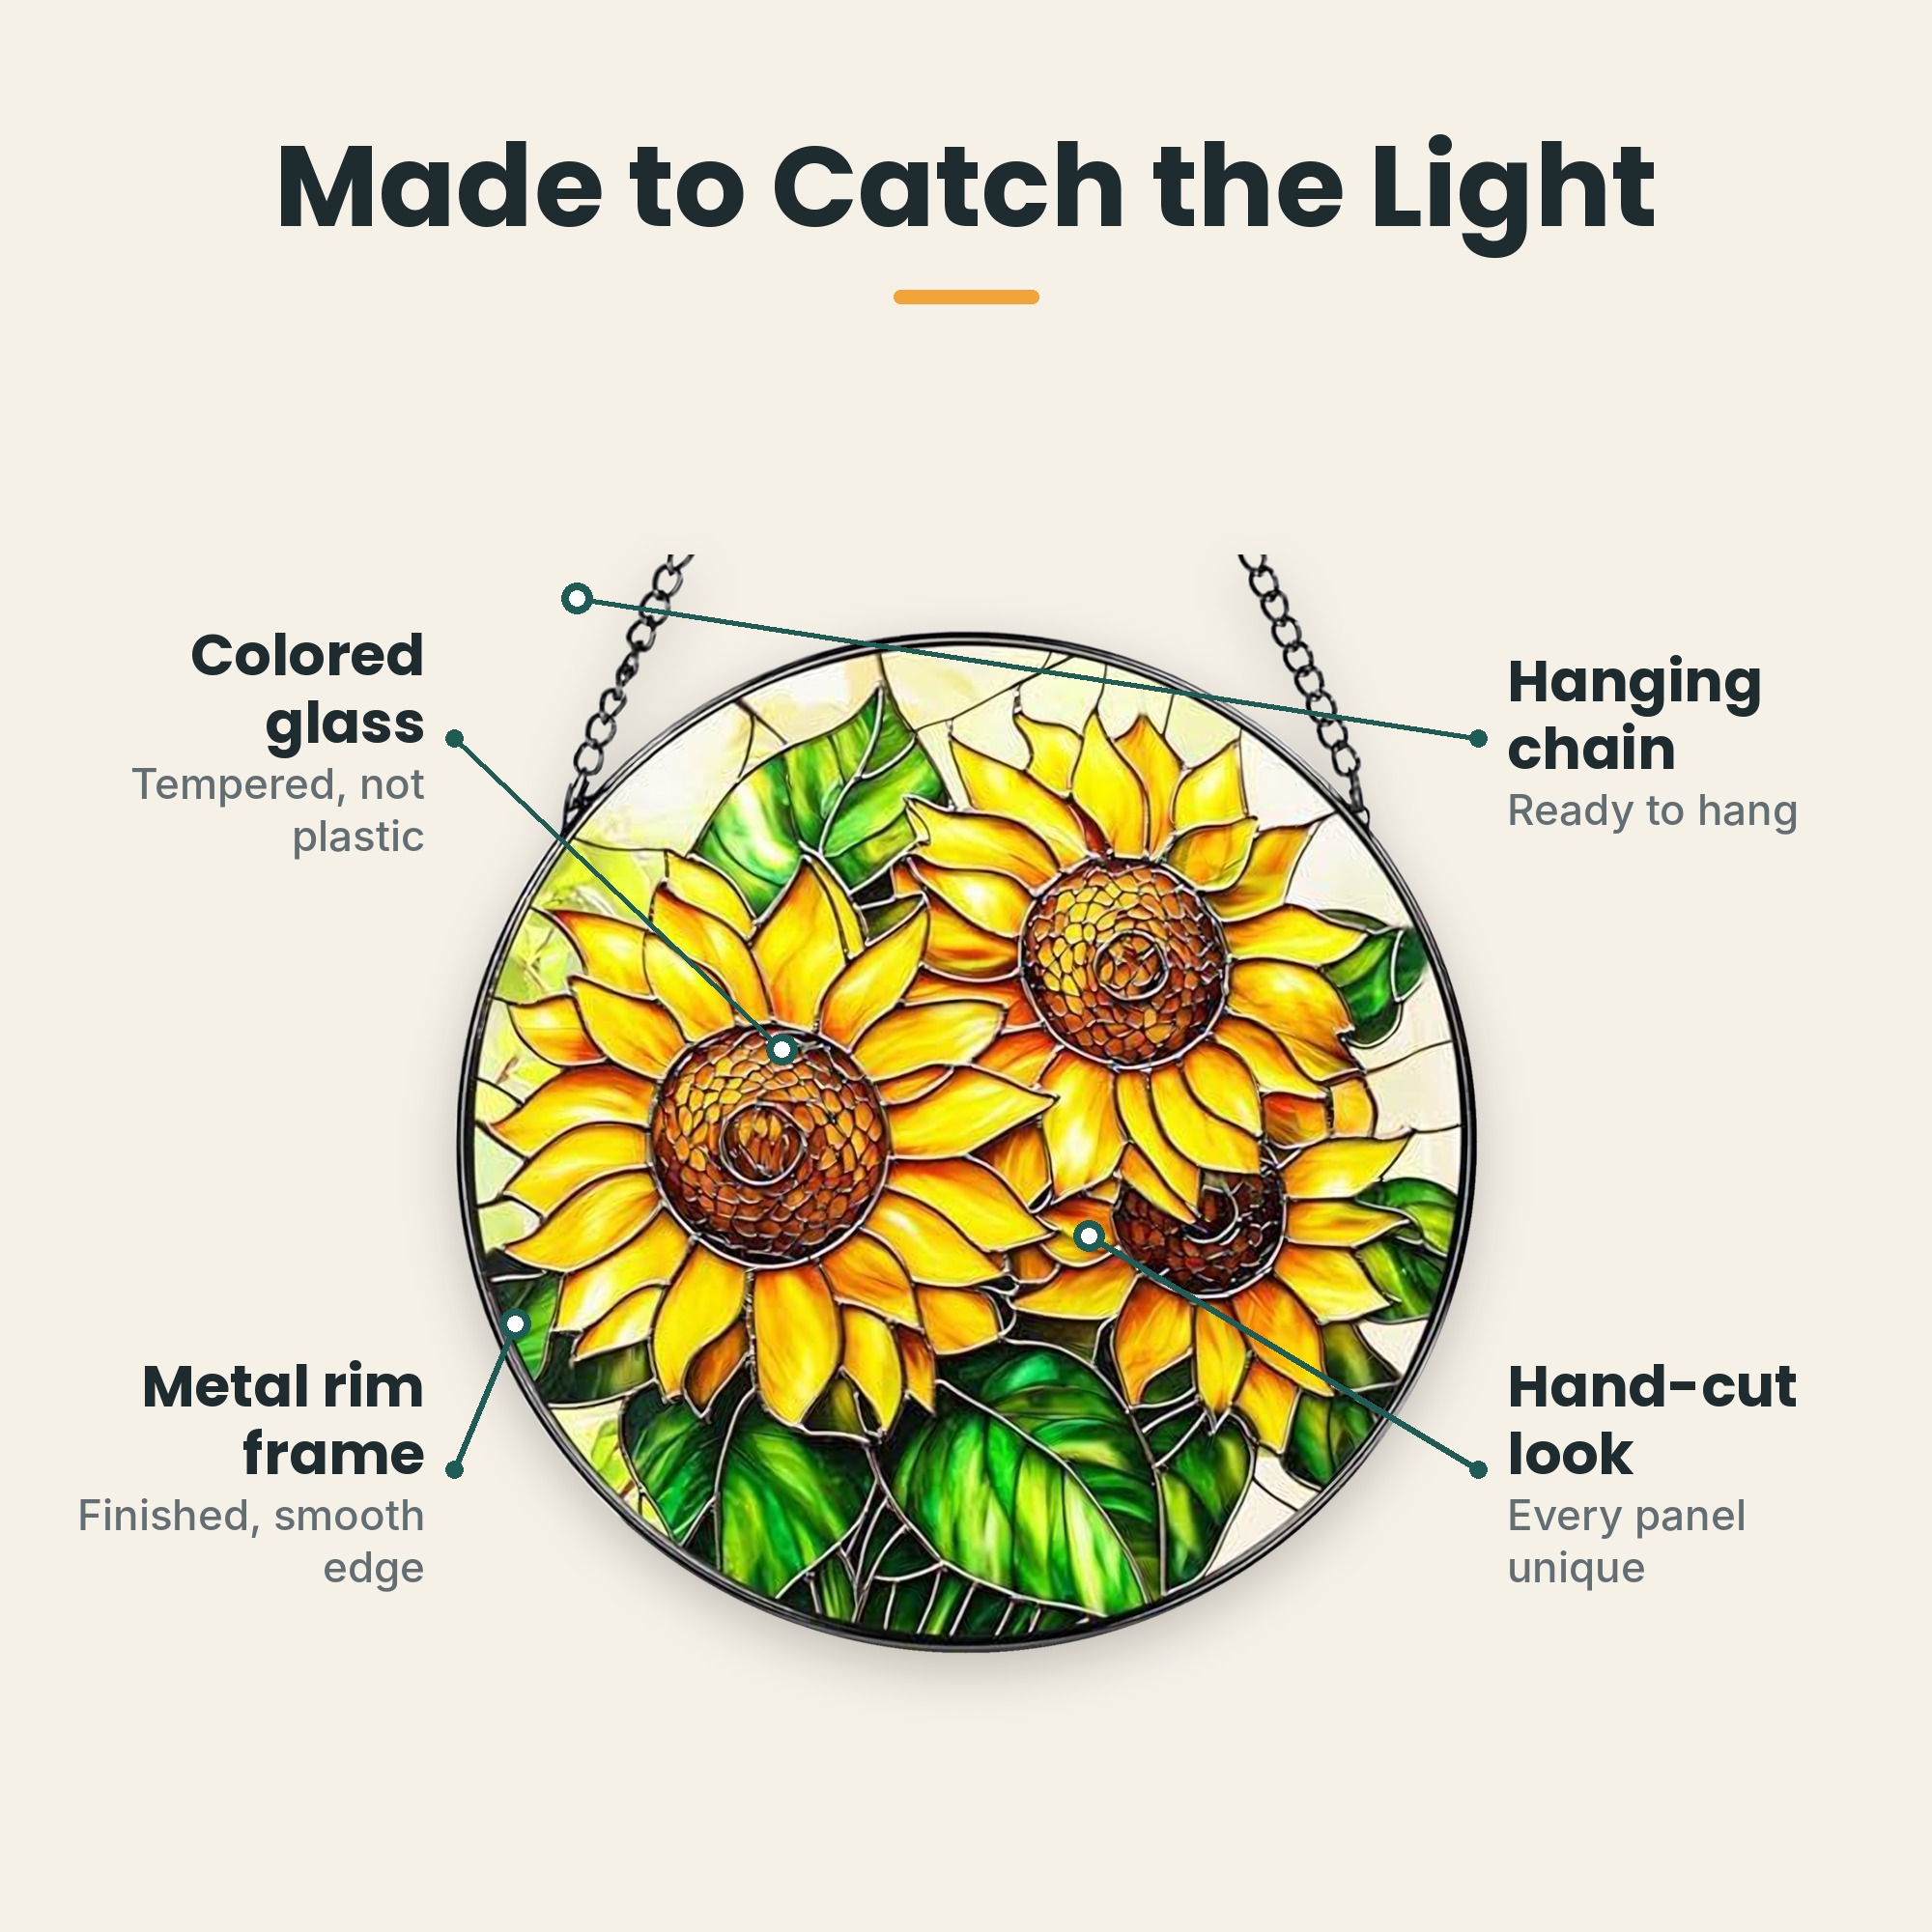 Made to Catch the Light
Colored
glass
Tempered, not
plastic
Hanging
chain
Ready to hang
Metal rim
frame
Finished, smooth
edge
Hand-cut
look
Every panel
unique